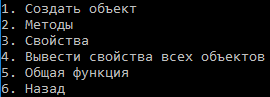 1. Создать объект
2. Методы
3. Свойства
4. Вывести свойства всех объектов
5. Общая функция
6. Назад